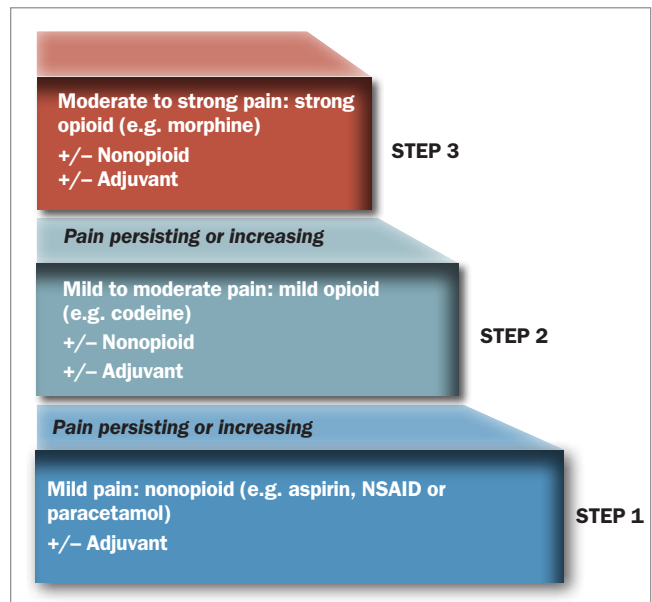 Moderate to strong pain: strong
opioid (e.g. morphine)
+/– Nonopioid
+/– Adjuvant
STEP 3
Pain persisting or increasing
Mild to moderate pain: mild opioid
(e.g. codeine)
+/– Nonopioid
+/– Adjuvant
STEP 2
Pain persisting or increasing
Mild pain: nonopioid (e.g. aspirin, NSAID or
paracetamol)
+/– Adjuvant
STEP 1